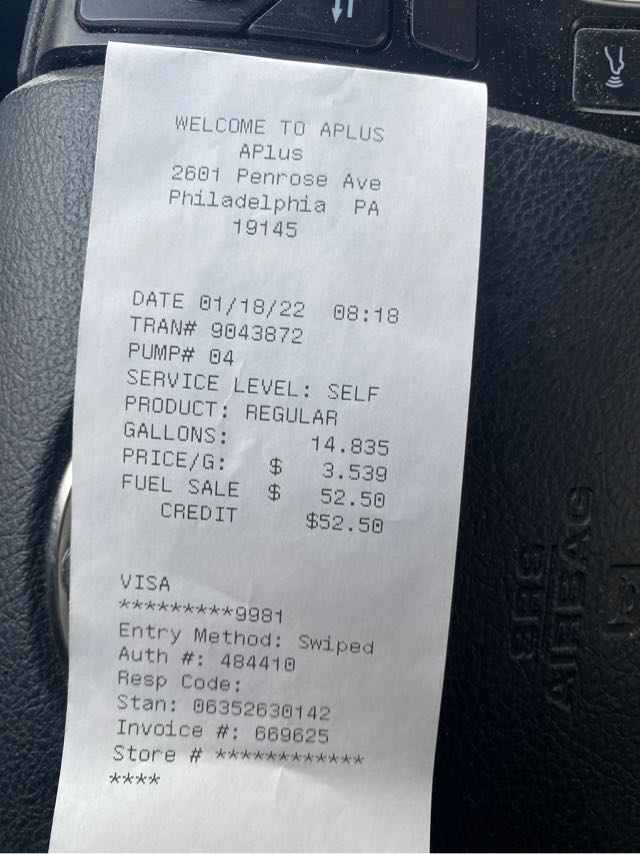 WELCOME TO APLUS
APlus
2601 Penrose Ave
Philadelphia PA
19145
DATE 01/18/22 08:18
TRAN# 9043872
PUMP# 04
SERVICE LEVEL: SELF
PRODUCT: REGULAR
GALLONS: 14.835
PRICE/G: $ 3.539
FUEL SALE $ 52.50
CREDIT $52.50
VISA
*********9981
Entry Method: Swiped
Auth #: 484410
Resp Code:
Stan: 06352630142
Invoice #: 669625
Store # ************
****
SRS
AIRBAG